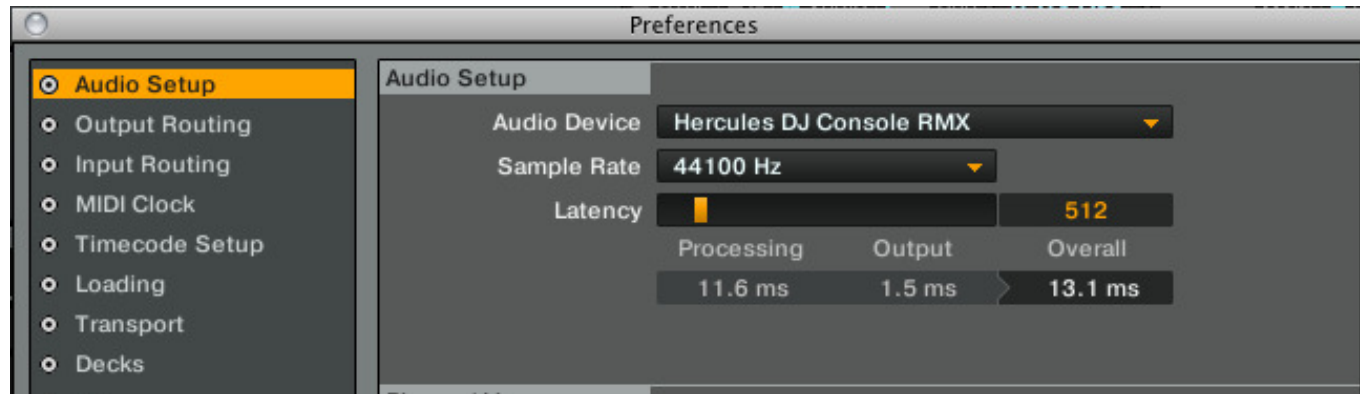 Preferences
Audio Setup
Output Routing
Input Routing
MIDI Clock
Timecode Setup
Loading
Transport
Decks
Audio Setup
Audio Device Hercules DJ Console RMX
Sample Rate 44100 Hz
Latency 512
Processing Output Overall
11.6 ms 1.5 ms 13.1 ms